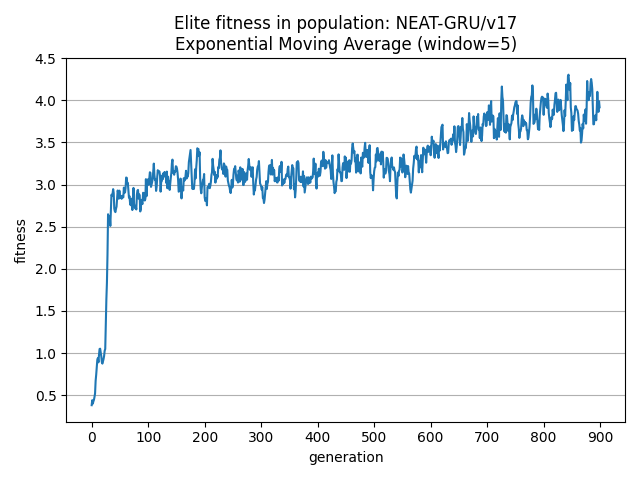 Elite fitness in population: NEAT-GRU/v17
Exponential Moving Average (window=5)
4.5
4.0
3.5
3.0
2.5
2.0
1.5
1.0
0.5
fitness
0 100 200 300 400 500 600 700 800 900
generation